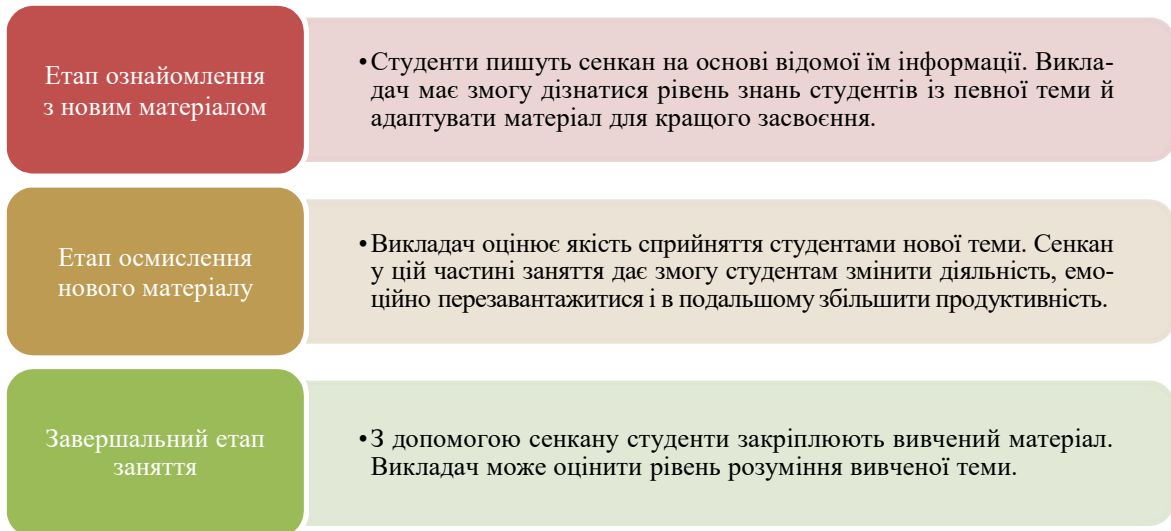 Етап ознайомлення
з новим матеріалом
•Студенти пишуть сенкан на основі відомої їм інформації. Викла-
дач має змогу дізнатися рівень знань студентів із певної теми й
адаптувати матеріал для кращого засвоєння.
Етап осмислення
нового матеріалу
•Викладач оцінює якість сприйняття студентами нової теми. Сенкан
у цій частині заняття дає змогу студентам змінити діяльність, емо-
ційно перезавантажитися і в подальшому збільшити продуктивність.
Завершальний етап
заняття
•З допомогою сенкану студенти закріплюють вивчений матеріал.
Викладач може оцінити рівень розуміння вивченої теми.